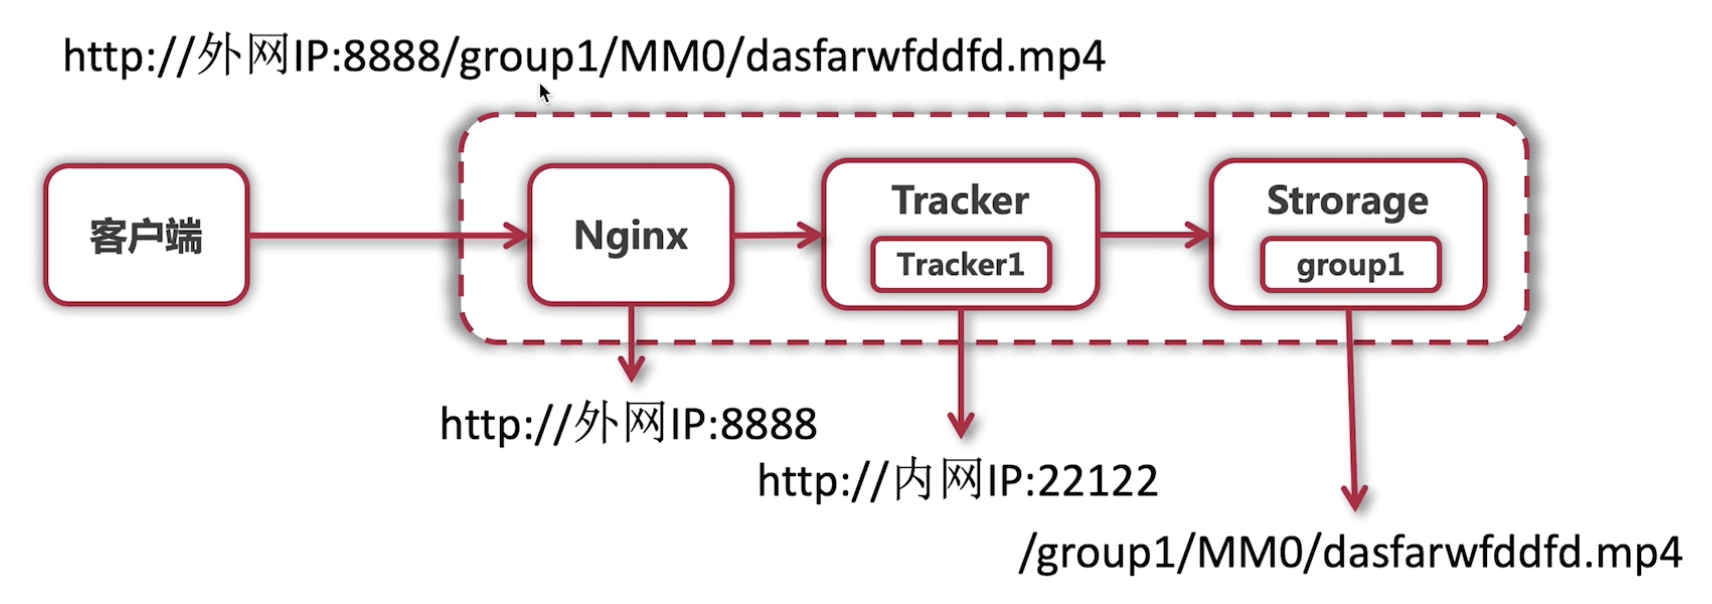 http://外网IP:8888/group1/MM0/dasfarwfddfd.mp4
客户端
Nginx
Tracker
Tracker1
Strorage
group1
http://外网IP:8888
http://内网IP:22122
/group1/MM0/dasfarwfddfd.mp4